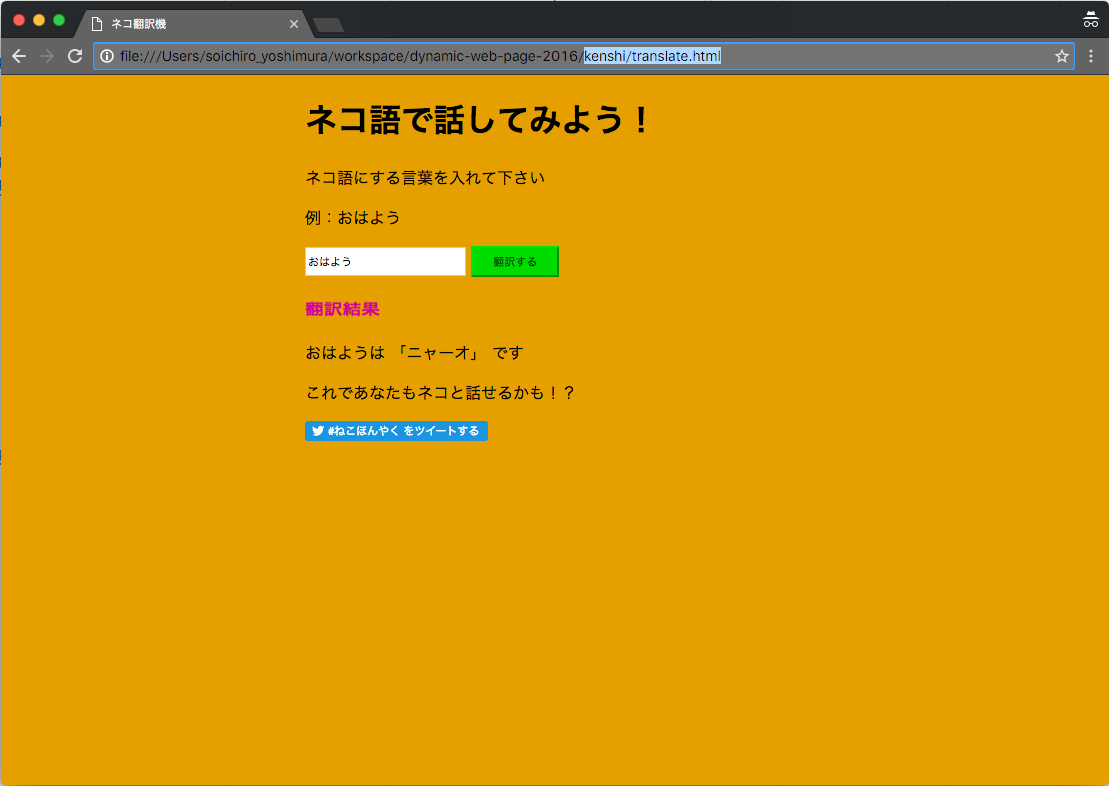 ネコ翻訳機
file:///Users/soichiro_yoshimura/workspace/dynamic-web-page-2016/kenshi/translate.html
ネコ語で話してみよう！
ネコ語にする言葉を入れて下さい
例：おはよう
おはよう 翻訳する
翻訳結果
おはようは 「ニャーオ」 です
これであなたもネコと話せるかも！？
#ねこほんやく をツイートする